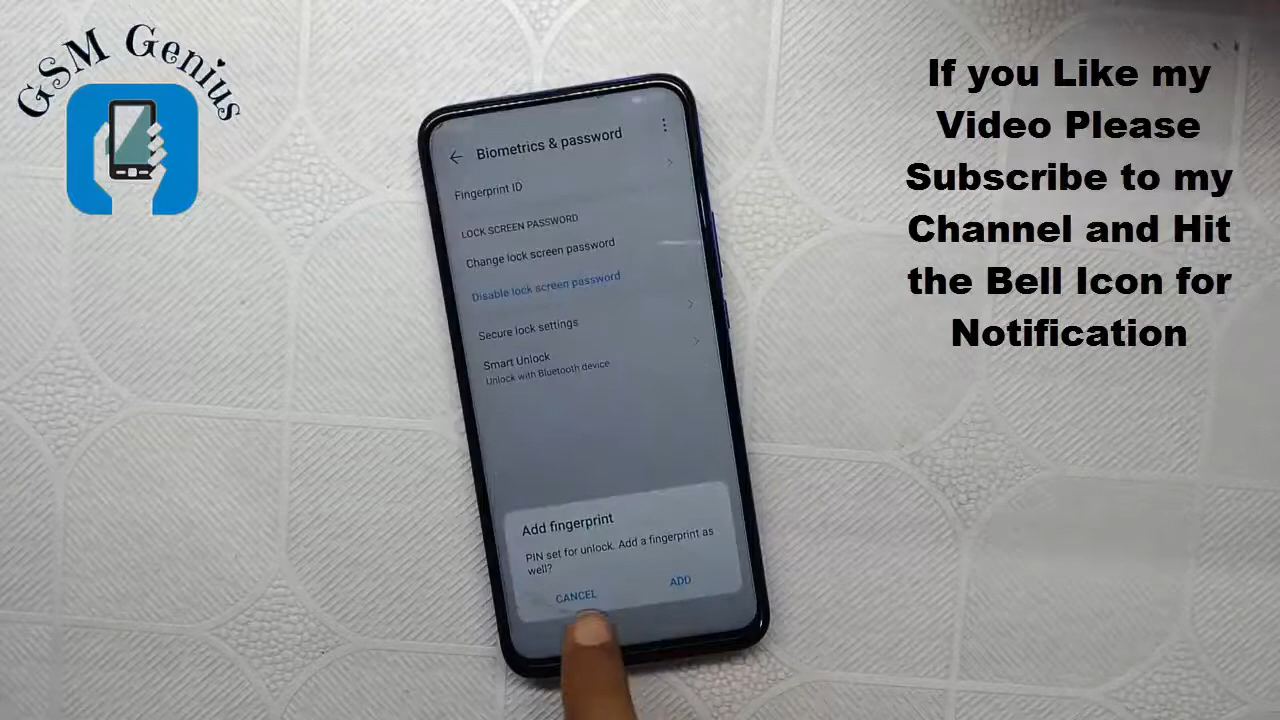 GSM Genius
If you Like my
Video Please
Subscribe to my
Channel and Hit
the Bell Icon for
Notification
Biometrics & password
Fingerprint ID
LOCK SCREEN PASSWORD
Change lock screen password
Disable lock screen password
Secure lock settings
Smart Unlock
Unlock with Bluetooth device
Add fingerprint
PIN set for unlock. Add a fingerprint as
well?
CANCEL ADD